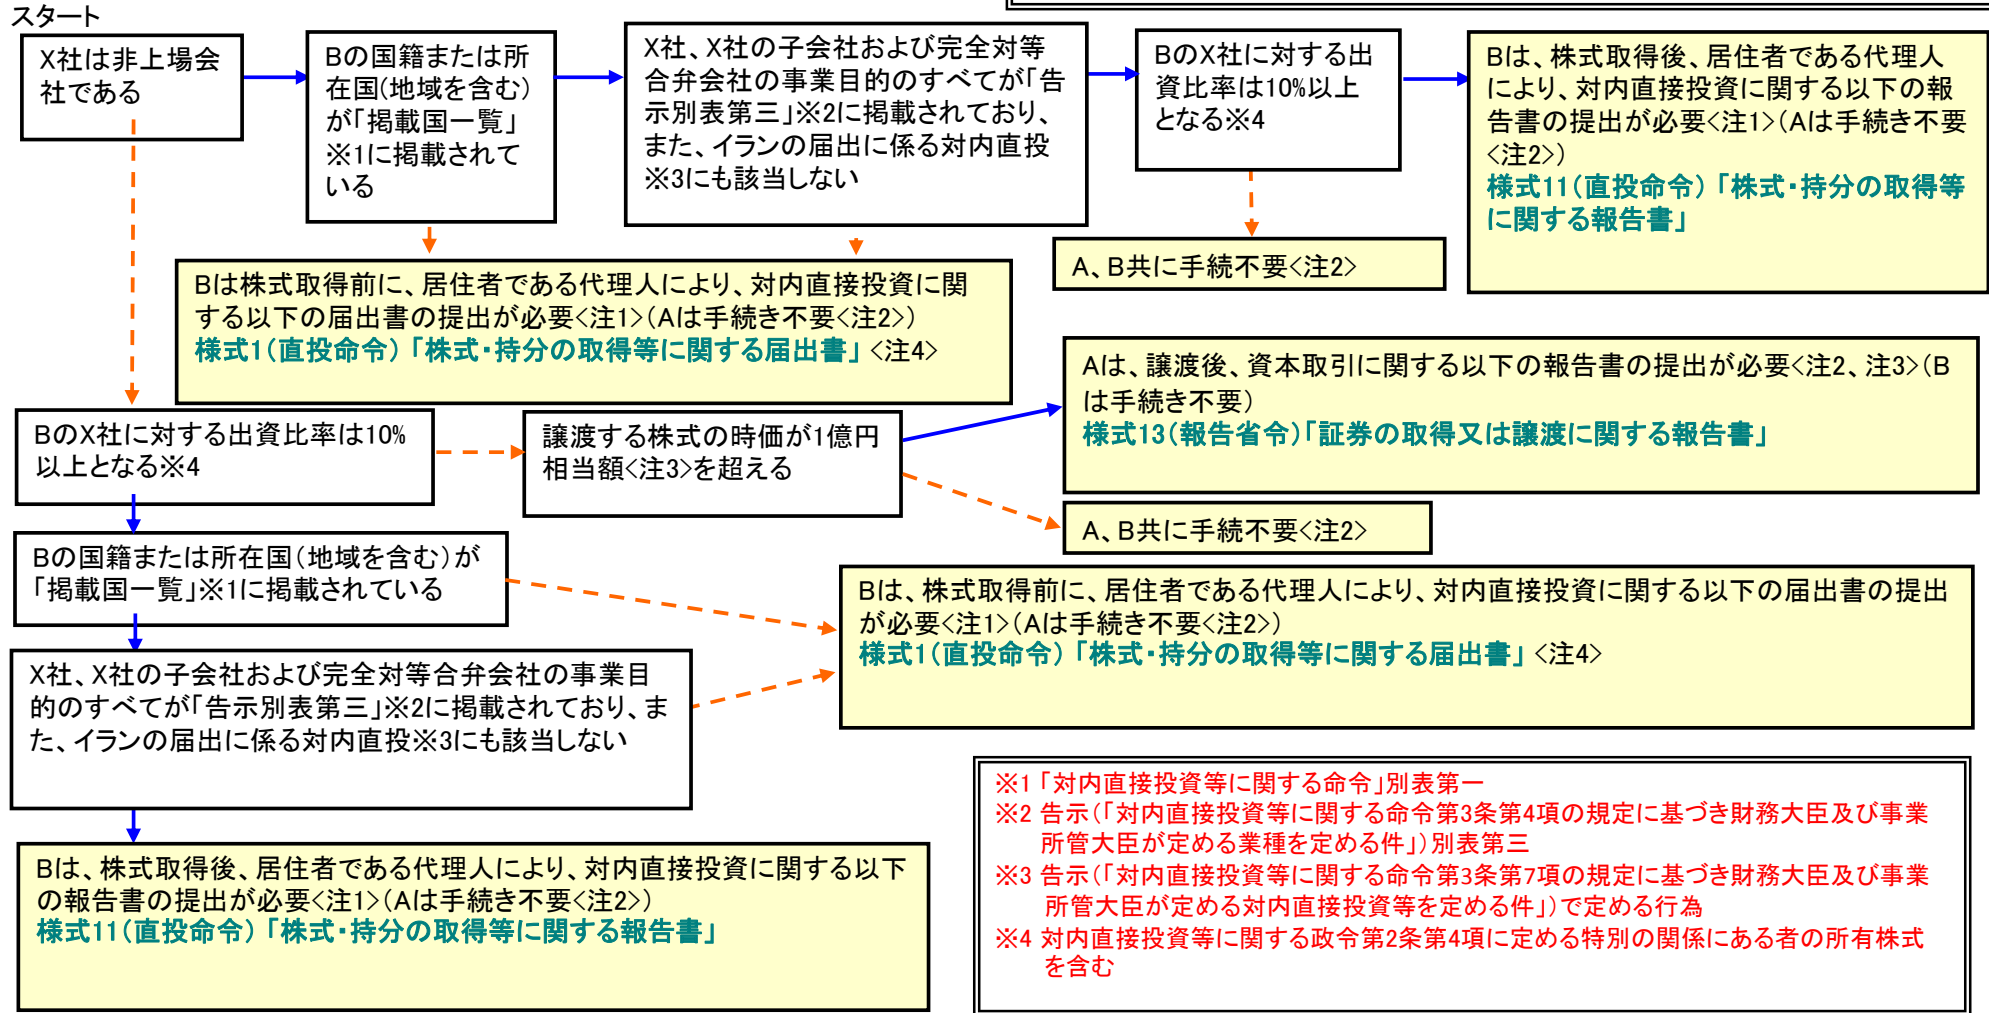 スタート
X社は非上場会
社である
Bの国籍または所
在国(地域を含む)
が「掲載国一覧」
※1に掲載されて
いる
X社、X社の子会社および完全対等
合弁会社の事業目的のすべてが「告
示別表第三」※2に掲載されており、
また、イランの届出に係る対内直投
※3にも該当しない
BのX社に対する出
資比率は10%以上
となる※4
Bは、株式取得後、居住者である代理人
により、対内直接投資に関する以下の報
告書の提出が必要<注1>(Aは手続き不要
<注2>)
様式11(直投命令)「株式・持分の取得等
に関する報告書」
A、B共に手続不要<注2>
Bは株式取得前に、居住者である代理人により、対内直接投資に関
する以下の届出書の提出が必要<注1>(Aは手続き不要<注2>)
様式1(直投命令)「株式・持分の取得等に関する届出書」<注4>
Aは、譲渡後、資本取引に関する以下の報告書の提出が必要<注2、注3>(B
は手続き不要)
様式13(報告省令)「証券の取得又は譲渡に関する報告書」
BのX社に対する出資比率は10%
以上となる※4
譲渡する株式の時価が1億円
相当額<注3>を超える
A、B共に手続不要<注2>
Bの国籍または所在国(地域を含む)が
「掲載国一覧」※1に掲載されている
Bは、株式取得前に、居住者である代理人により、対内直接投資に関する以下の届出書の提出
が必要<注1>(Aは手続き不要<注2>)
様式1(直投命令)「株式・持分の取得等に関する届出書」<注4>
X社、X社の子会社および完全対等合弁会社の事業目
的のすべてが「告示別表第三」※2に掲載されており、ま
た、イランの届出に係る対内直投※3にも該当しない
Bは、株式取得後、居住者である代理人により、対内直接投資に関する以下
の報告書の提出が必要<注1>(Aは手続き不要<注2>)
様式11(直投命令)「株式・持分の取得等に関する報告書」
※1「対内直接投資等に関する命令」別表第一
※2 告示(「対内直接投資等に関する命令第3条第4項の規定に基づき財務大臣及び事業
所管大臣が定める業種を定める件」)別表第三
※3 告示(「対内直接投資等に関する命令第3条第7項の規定に基づき財務大臣及び事業
所管大臣が定める対内直接投資等を定める件」)で定める行為
※4 対内直接投資等に関する政令第2条第4項に定める特別の関係にある者の所有株式
を含む